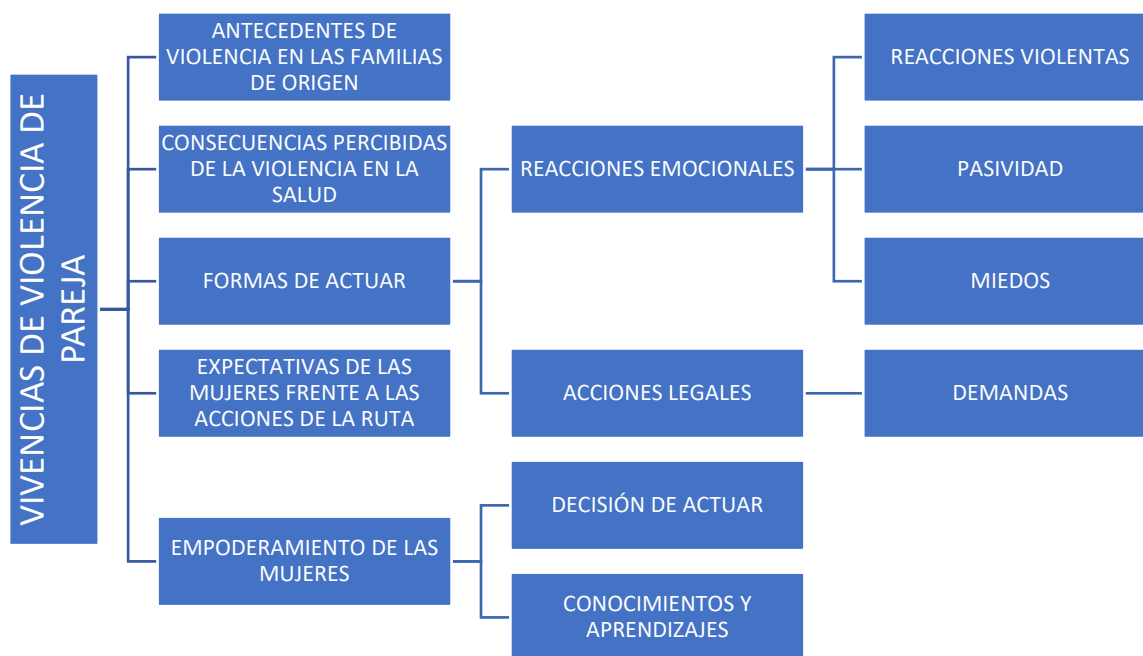 VIVENCIAS DE VIOLENCIA DE
PAREJA
ANTECEDENTES DE
VIOLENCIA EN LAS FAMILIAS
DE ORIGEN
CONSECUENCIAS PERCIBIDAS
DE LA VIOLENCIA EN LA
SALUD
FORMAS DE ACTUAR
REACCIONES EMOCIONALES
REACCIONES VIOLENTAS
PASIVIDAD
MIEDOS
ACCIONES LEGALES
DEMANDAS
EXPECTATIVAS DE LAS
MUJERES FRENTE A LAS
ACCIONES DE LA RUTA
EMPODERAMIENTO DE LAS
MUJERES
DECISIÓN DE ACTUAR
CONOCIMIENTOS Y
APRENDIZAJES